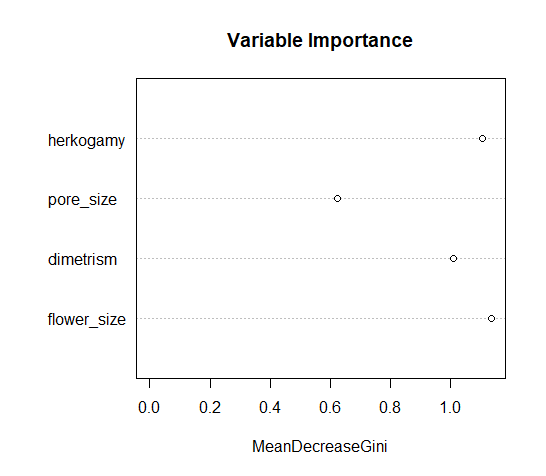 Variable Importance
herkogamy
pore_size
dimetrism
flower_size
0.0 0.2 0.4 0.6 0.8 1.0
MeanDecreaseGini